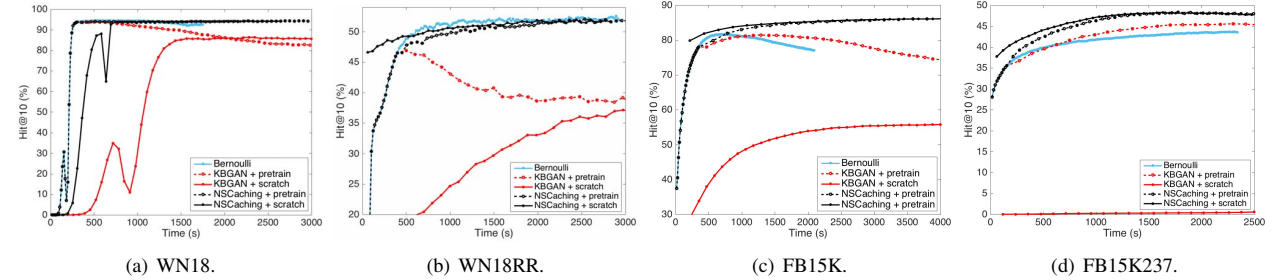 Hit@10 (%)
100
90
80
70
60
50
40
30
20
10
0
0 500 1000 1500 2000 2500 3000
Time (s)
Bernoulli
KBGAN + pretrain
KBGAN + scratch
NSCaching + pretrain
NSCaching + scratch
(a) WN18.
Hit@10 (%)
50
45
40
35
30
25
20
0 500 1000 1500 2000 2500 3000
Time (s)
Bernoulli
KBGAN + pretrain
KBGAN + scratch
NSCaching + pretrain
NSCaching + scratch
(b) WN18RR.
Hit@10 (%)
90
80
70
60
50
40
30
0 500 1000 1500 2000 2500 3000 3500 4000
Time (s)
Bernoulli
KBGAN + pretrain
KBGAN + scratch
NSCaching + pretrain
NSCaching + scratch
(c) FB15K.
Hit@10 (%)
50
45
40
35
30
25
20
15
10
5
0
0 500 1000 1500 2000 2500
Time (s)
Bernoulli
KBGAN + pretrain
KBGAN + scratch
NSCaching + pretrain
NSCaching + scratch
(d) FB15K237.